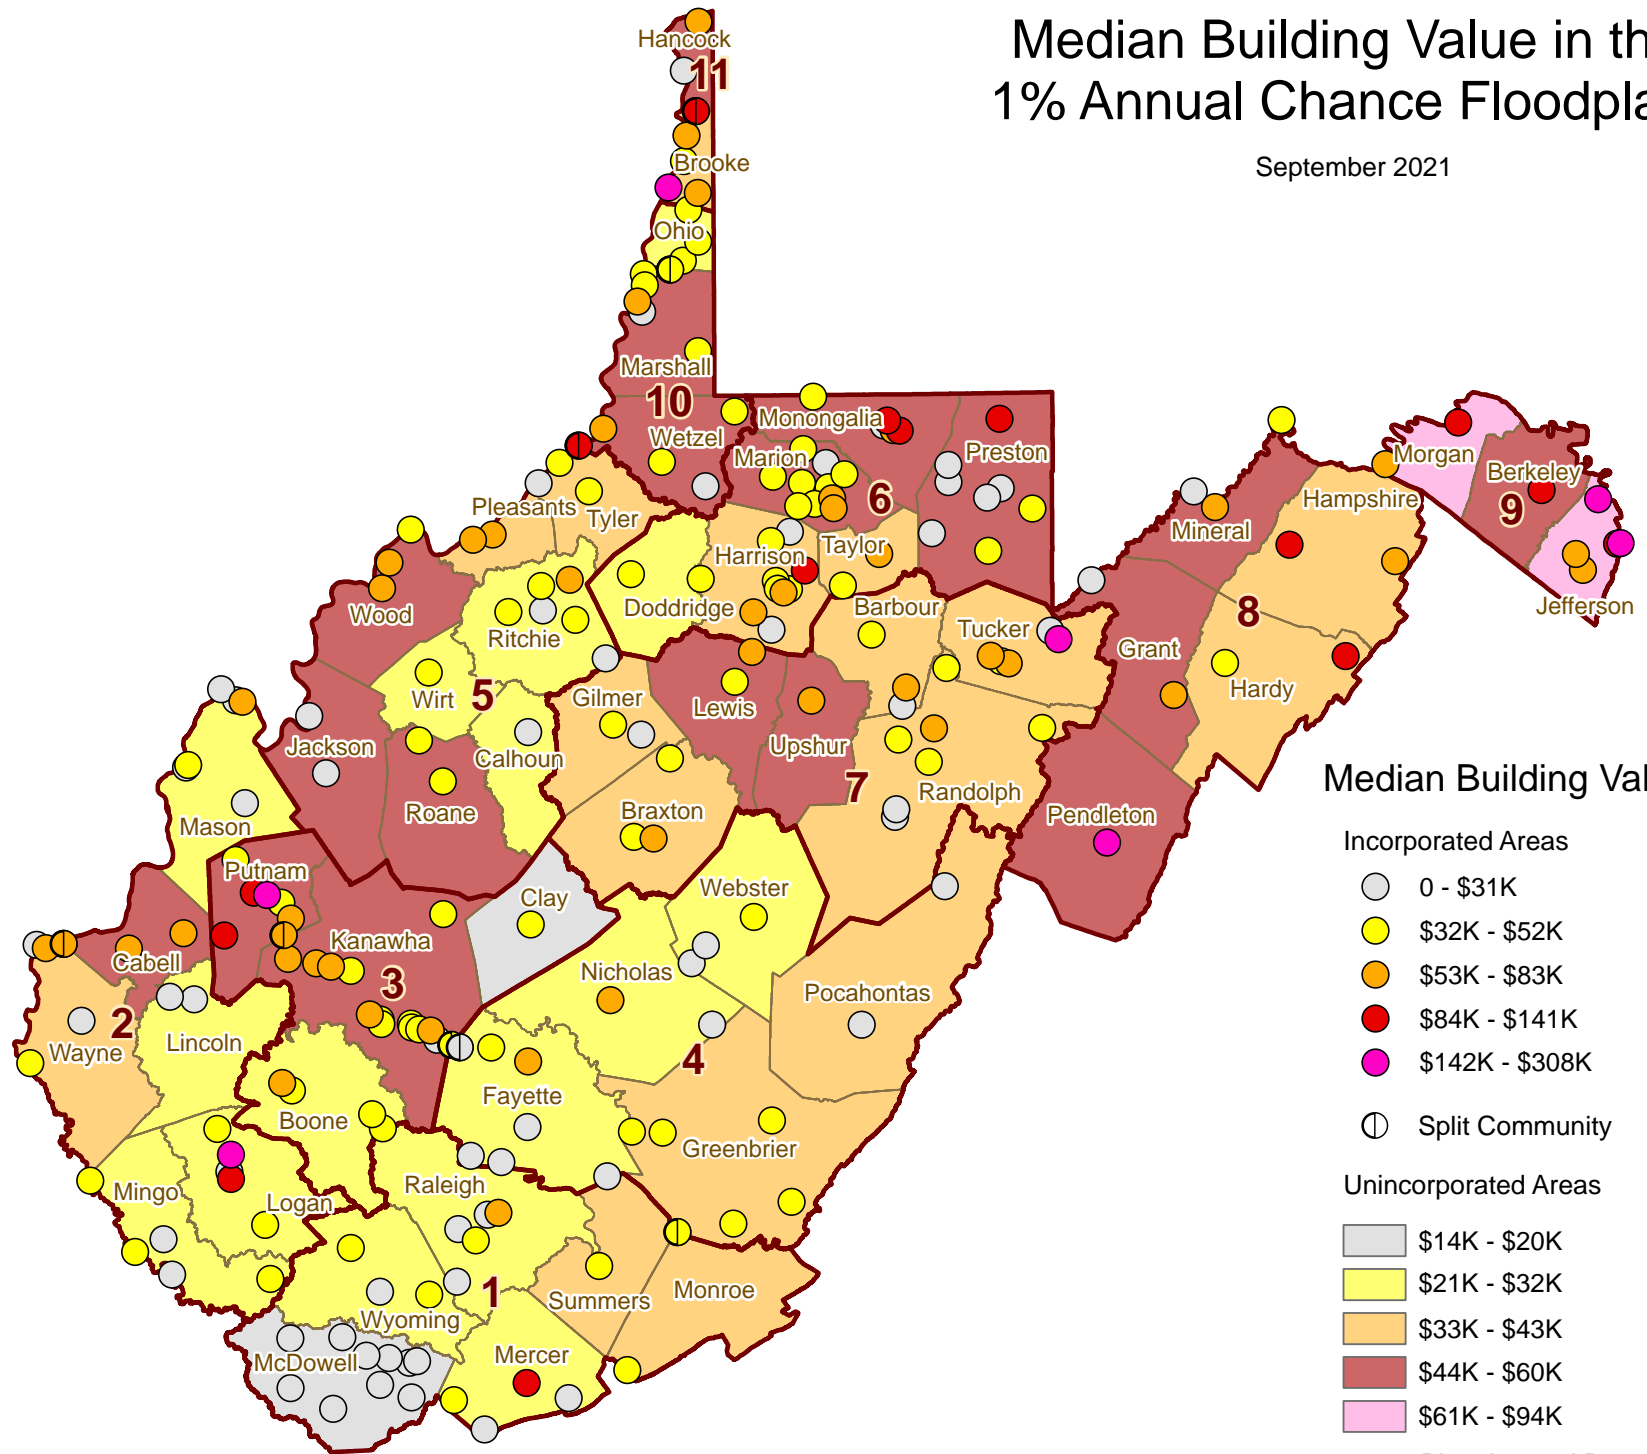 Median Building Value in th
1% Annual Chance Floodpla
September 2021
Hancock
11
Brooke
Ohio
Marshall
10
Wetzel
Monongalia
Preston
Marion
6
Pleasants
Tyler
Harrison
Taylor
Morgan
Berkeley
9
Hampshire
Mineral
Jefferson
Wood
Ritchie
Doddridge
Barbour
Tucker
8
Grant
Hardy
Wirt
5
Gilmer
Lewis
Upshur
Jackson
Calhoun
7
Randolph
Roane
Braxton
Pendleton
Mason
Putnam
Webster
Clay
Kanawha
3
Cabell
Nicholas
Pocahontas
2
Wayne
Lincoln
4
Fayette
Boone
Greenbrier
Mingo
Logan
Raleigh
1
Summers
Monroe
Wyoming
McDowell
Mercer
Median Building Val
Incorporated Areas
0 - $31K
$32K - $52K
$53K - $83K
$84K - $141K
$142K - $308K
Split Community
Unincorporated Areas
$14K - $20K
$21K - $32K
$33K - $43K
$44K - $60K
$61K - $94K